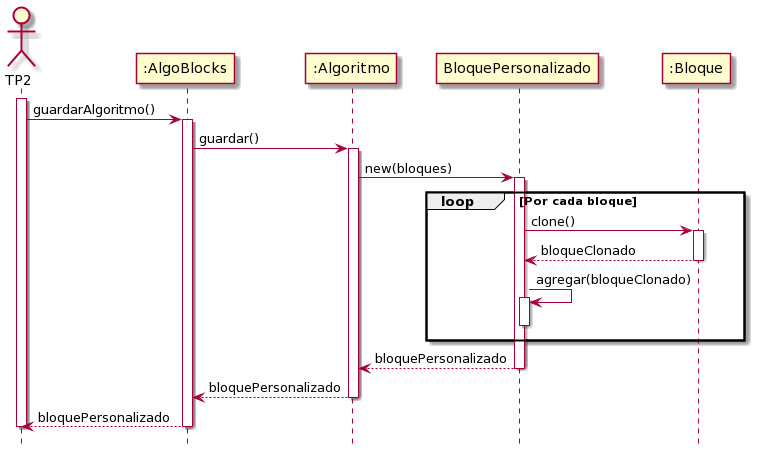 TP2
:AlgoBlocks
:Algoritmo
BloquePersonalizado
:Bloque
guardarAlgoritmo()
guardar()
new(bloques)
loop
[Por cada bloque]
clone()
bloqueClonado
agregar(bloqueClonado)
bloquePersonalizado
bloquePersonalizado
bloquePersonalizado